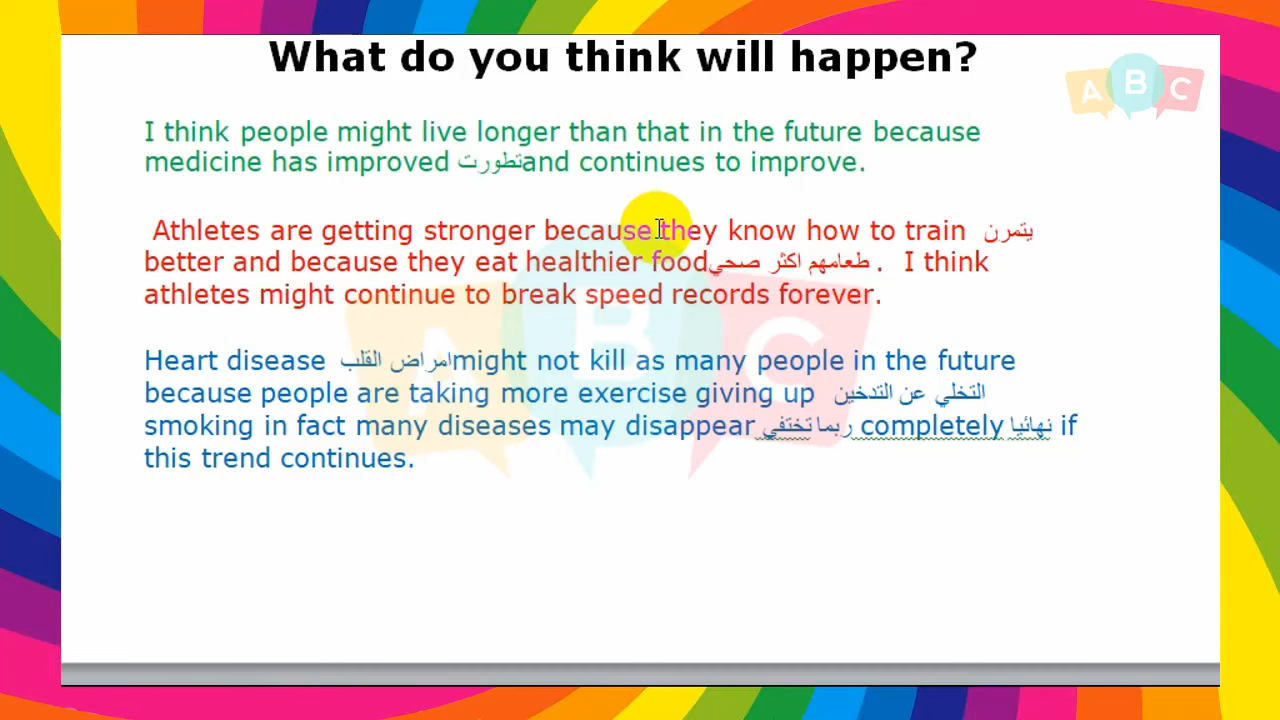 What do you think will happen?
A B C
I think people might live longer than that in the future because
medicine has improved تطورت and continues to improve.
Athletes are getting stronger because they know how to train يتمرن
better and because they eat healthier food طعامهم اكثر صحي . I think
athletes might continue to break speed records forever.
Heart disease امراض القلب might not kill as many people in the future
because people are taking more exercise giving up التخلي عن التدخين
smoking in fact many diseases may disappear ربما تختفي completely نهائيا if
this trend continues.
A B C